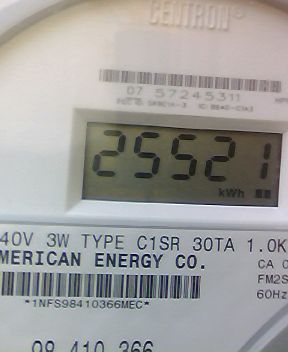 CENTRON®
07 57245311
25521
kWh
40V 3W TYPE C1SR 30TA 1.0K
MERICAN ENERGY CO.
CA 0
FM2S
60Hz
*1NFS98410366MEC*
98 410 366